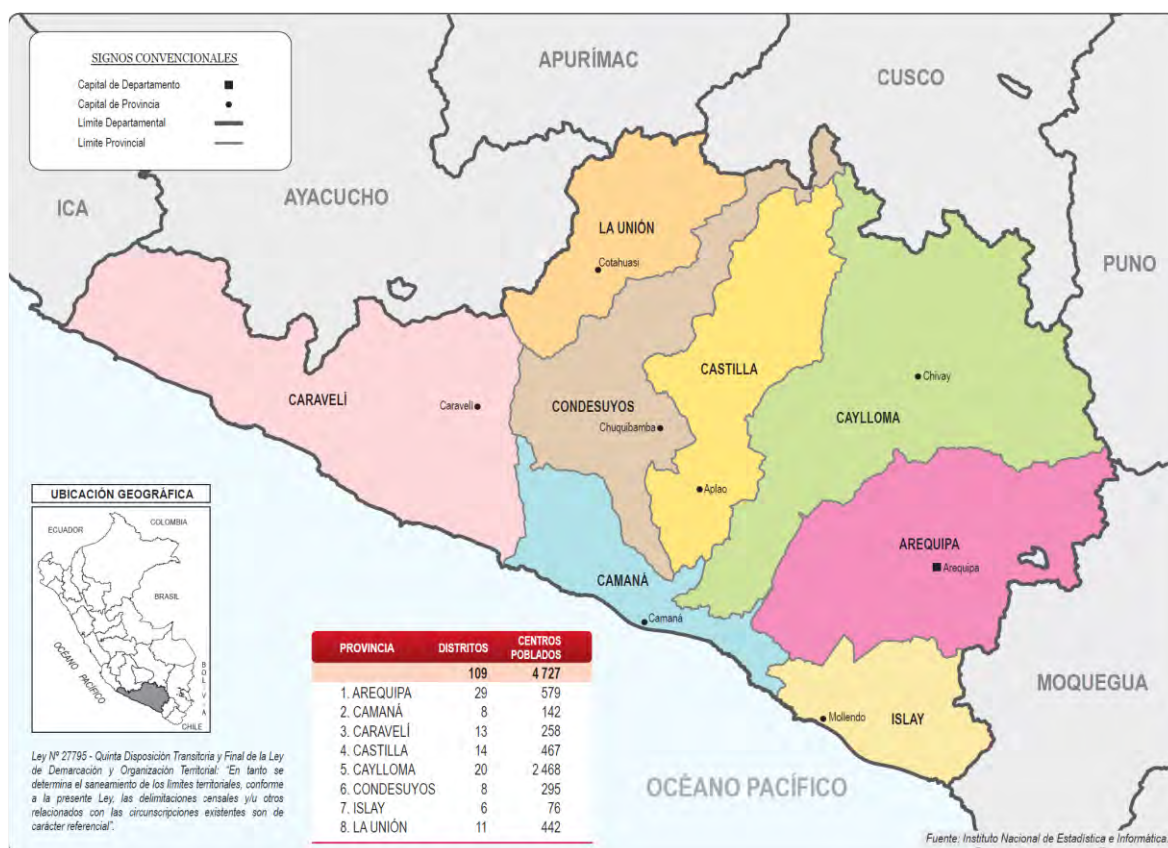 SIGNOS CONVENCIONALES
Capital de Departamento
Capital de Provincia
Límite Departamental
Límite Provincial
APURÍMAC
CUSCO
ICA
AYACUCHO
PUNO
LA UNIÓN
Cotahuasi
CASTILLA
Chivay
CARAVELÍ
Caravelí
CONDESUYOS
Chuquibamba
CAYLLOMA
Aplao
AREQUIPA
Arequipa
CAMANÁ
Camaná
MOQUEGUA
Mollendo
ISLAY
OCÉANO PACÍFICO
UBICACIÓN GEOGRÁFICA
ECUADOR
COLOMBIA
BRASIL
OCÉANO PACÍFICO
BOLIVIA
CHILE
Ley Nº 27795 - Quinta Disposición Transitoria y Final de la Ley
de Demarcación y Organización Territorial: "En tanto se
determina el saneamiento de los límites territoriales, conforme
a la presente Ley, las delimitaciones censales y/u otros
relacionados con las circunscripciones existentes son de
carácter referencial".
PROVINCIA DISTRITOS CENTROS POBLADOS
109 4 727
1. AREQUIPA 29 579
2. CAMANÁ 8 142
3. CARAVELÍ 13 258
4. CASTILLA 14 467
5. CAYLLOMA 20 2 468
6. CONDESUYOS 8 295
7. ISLAY 6 76
8. LA UNIÓN 11 442
Fuente: Instituto Nacional de Estadística e Informática.